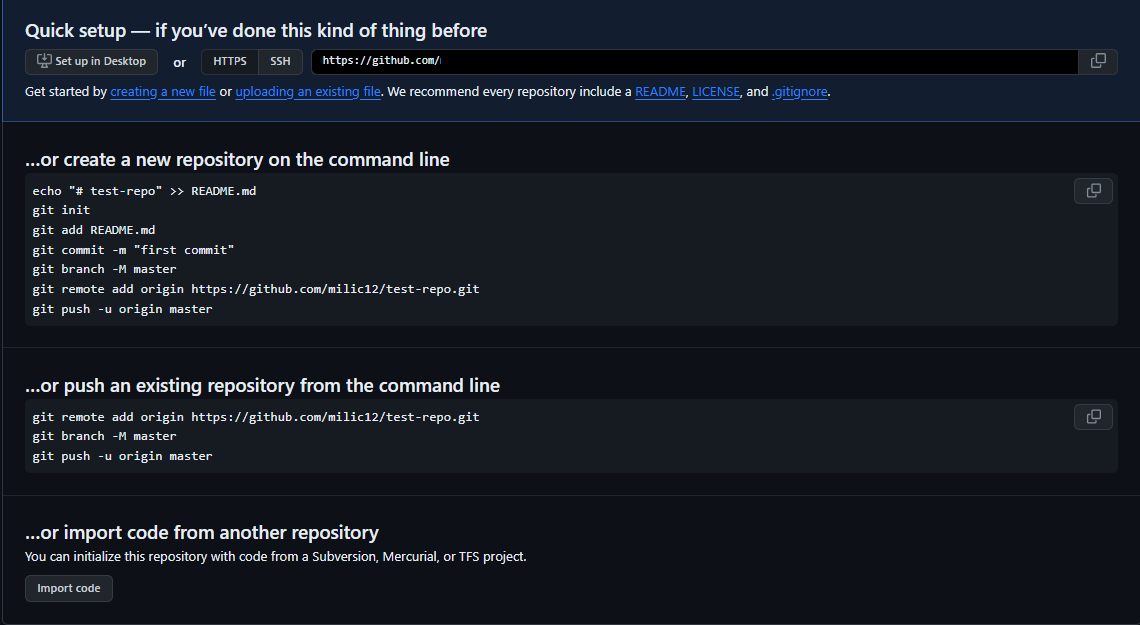 Quick setup — if you’ve done this kind of thing before
Set up in Desktop or HTTPS SSH https://github.com/
Get started by creating a new file or uploading an existing file. We recommend every repository include a README, LICENSE, and .gitignore.
…or create a new repository on the command line
echo "# test-repo" >> README.md
git init
git add README.md
git commit -m "first commit"
git branch -M master
git remote add origin https://github.com/milic12/test-repo.git
git push -u origin master
…or push an existing repository from the command line
git remote add origin https://github.com/milic12/test-repo.git
git branch -M master
git push -u origin master
…or import code from another repository
You can initialize this repository with code from a Subversion, Mercurial, or TFS project.
Import code